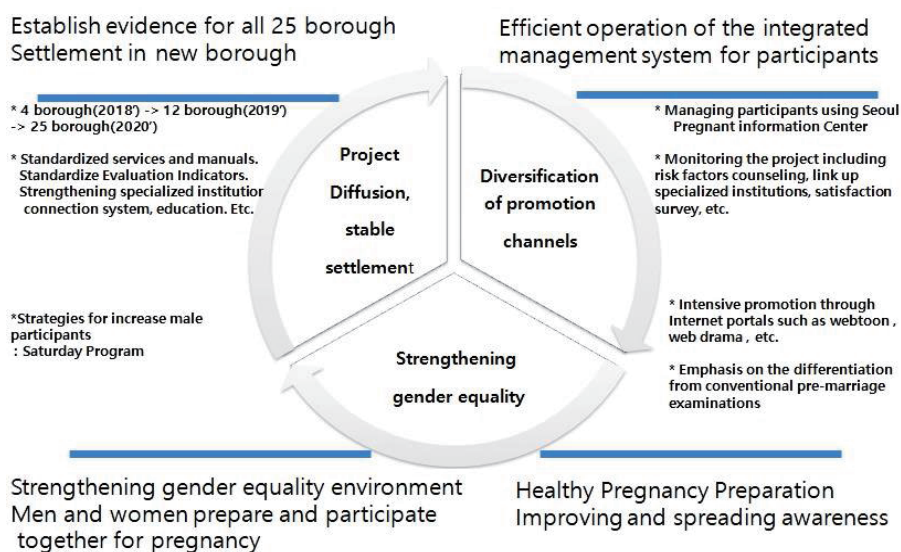 Establish evidence for all 25 borough
Settlement in new borough
* 4 borough(2018') -> 12 borough(2019')
-> 25 borough(2020')
* Standardized services and manuals.
Standardize Evaluation Indicators.
Strengthening specialized institution
connection system, education. Etc.
Efficient operation of the integrated
management system for participants
* Managing participants using Seoul
Pregnant information Center
* Monitoring the project including
risk factors counseling, link up
specialized institutions, satisfaction
survey, etc.
Project
Diffusion,
stable
settlement
Diversification
of promotion
channels
Strengthening
gender equality
*Strategies for increase male
participants
: Saturday Program
* Intensive promotion through
Internet portals such as webtoon ,
web drama , etc.
* Emphasis on the differentiation
from conventional pre-marriage
examinations
Strengthening gender equality environment
Men and women prepare and participate
together for pregnancy
Healthy Pregnancy Preparation
Improving and spreading awareness